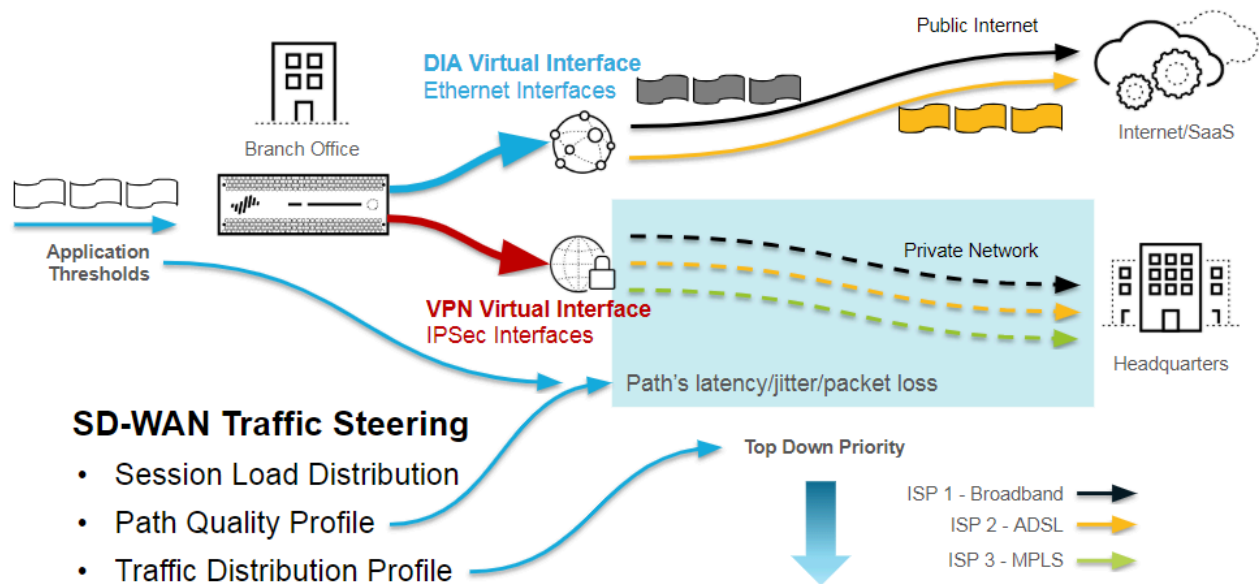 Public Internet
DIA Virtual Interface
Ethernet Interfaces
Branch Office
Internet/SaaS
Application
Thresholds
Private Network
VPN Virtual Interface
IPSec Interfaces
Headquarters
Path's latency/jitter/packet loss
SD-WAN Traffic Steering
• Session Load Distribution
• Path Quality Profile
• Traffic Distribution Profile
Top Down Priority
ISP 1 - Broadband
ISP 2 - ADSL
ISP 3 - MPLS